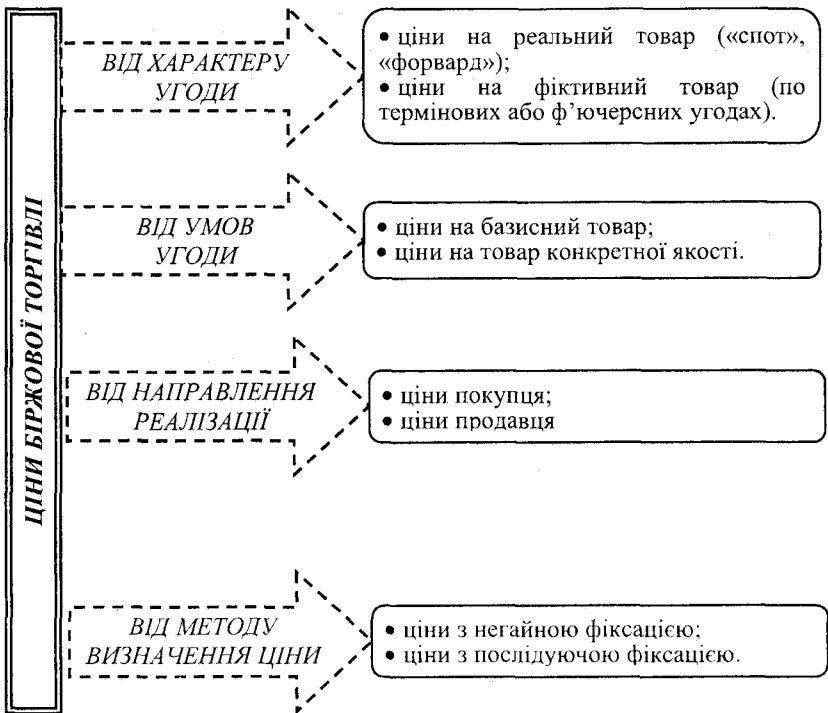 ЦІНИ БІРЖОВОЇ ТОРГІВЛІ
ВІД ХАРАКТЕРУ
УГОДИ
• ціни на реальний товар («спот»,
«форвард»);
• ціни на фіктивний товар (по
термінових або ф’ючерсних угодах).
ВІД УМОВ
УГОДИ
• ціни на базисний товар;
• ціни на товар конкретної якості.
ВІД НАПРАВЛЕННЯ
РЕАЛІЗАЦІЇ
• ціни покупця;
• ціни продавця
ВІД МЕТОДУ
ВИЗНАЧЕННЯ ЦІНИ
• ціни з негайною фіксацією;
• ціни з послідуючою фіксацією.